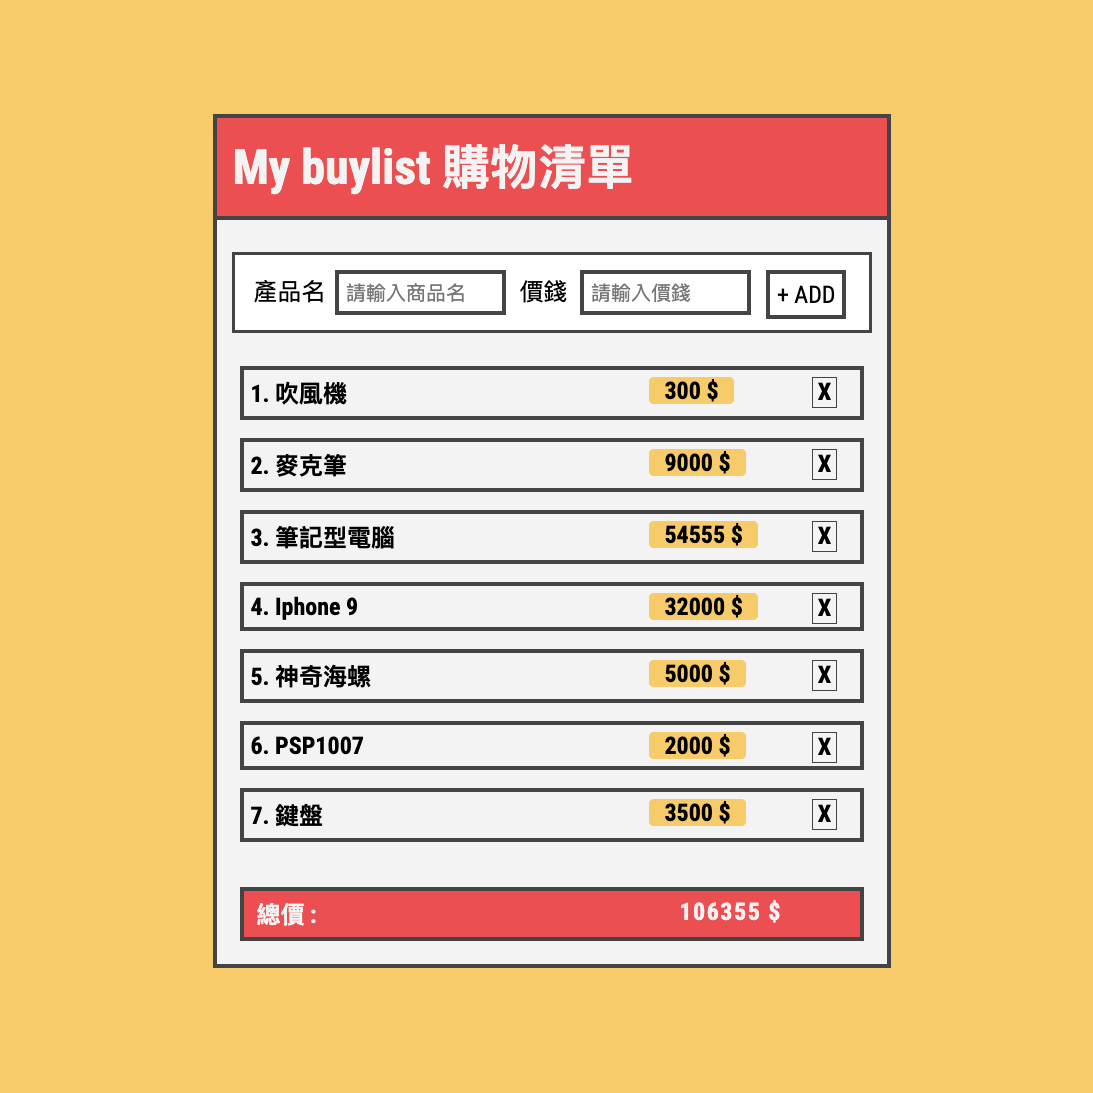 My buylist 購物清單
產品名 請輸入商品名 價錢 請輸入價錢 + ADD
1. 吹風機 300 $ X
2. 麥克筆 9000 $ X
3. 筆記型電腦 54555 $ X
4. Iphone 9 32000 $ X
5. 神奇海螺 5000 $ X
6. PSP1007 2000 $ X
7. 鍵盤 3500 $ X
總價 : 106355 $